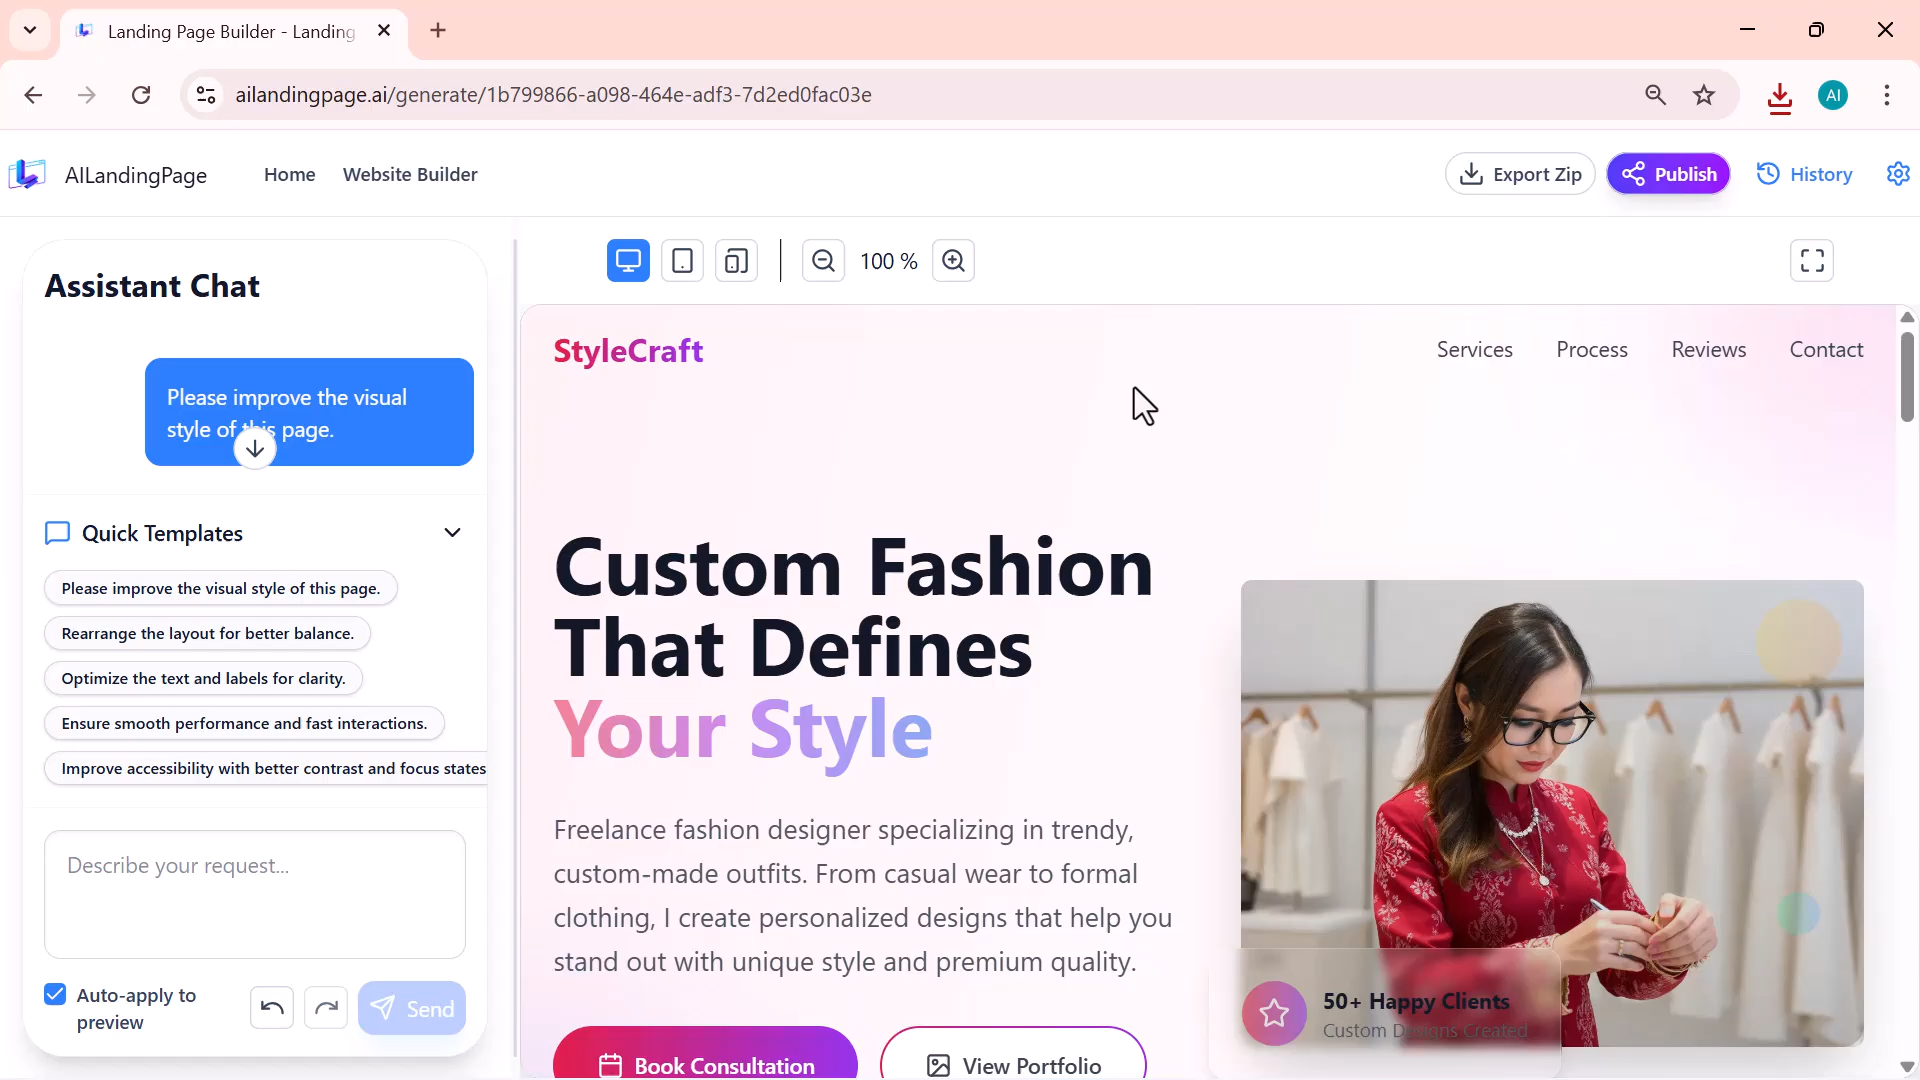 Landing Page Builder - Landing
ailandingpage.ai/generate/1b799866-a098-464e-adf3-7d2ed0fac03e
AI
AILandingPage
Home
Website Builder
Export Zip
Publish
History
Assistant Chat
Please improve the visual
style of this page.
Quick Templates
Please improve the visual style of this page.
Rearrange the layout for better balance.
Optimize the text and labels for clarity.
Ensure smooth performance and fast interactions.
Improve accessibility with better contrast and focus states
Describe your request...
Auto-apply to
preview
Send
100 %
StyleCraft
Services
Process
Reviews
Contact
Custom Fashion
That Defines
Your Style
Freelance fashion designer specializing in trendy,
custom-made outfits. From casual wear to formal
clothing, I create personalized designs that help you
stand out with unique style and premium quality.
Book Consultation
View Portfolio
50+ Happy Clients
Custom Designs Created